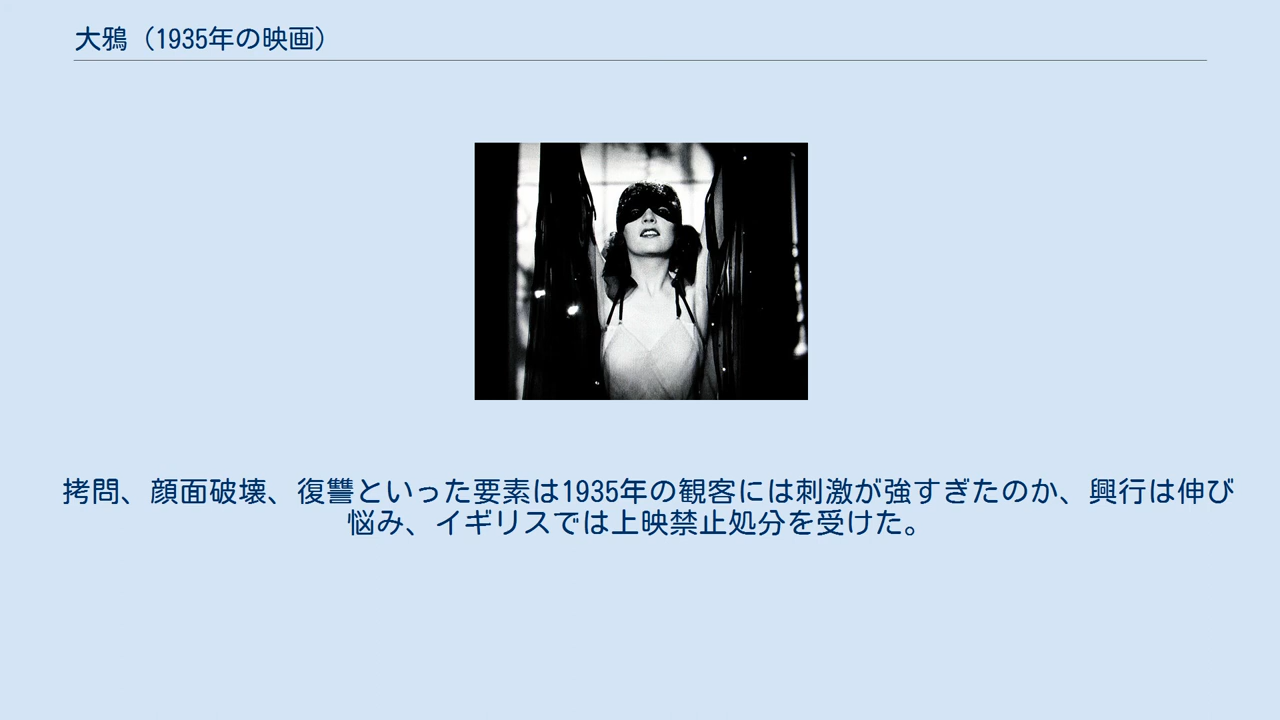 大鴉（1935年の映画）
拷問、顔面破壊、復讐といった要素は1935年の観客には刺激が強すぎたのか、興行は伸び
悩み、イギリスでは上映禁止処分を受けた。